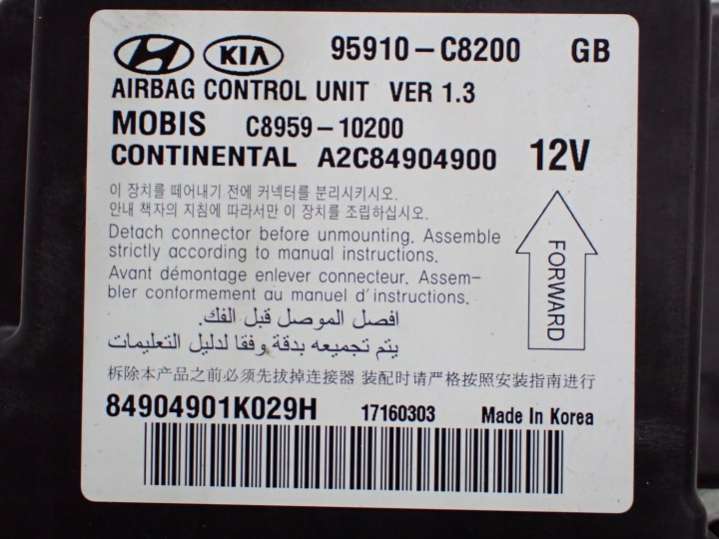 KIA 95910-C8200 GB
AIRBAG CONTROL UNIT VER 1.3
MOBIS C8959-10200
CONTINENTAL A2C84904900 12V
이 장치를 떼어내기 전에 커넥터를 분리시키시오.
안내 책자의 지침에 따라서만 이 장치를 조립하십시오.
Detach connector before unmounting. Assemble
strictly according to manual instructions.
Avant démontage enlever connecteur. Assem-
bler conformement au manuel d'instructions.
FORWARD
افصل الموصل قبل الفك.
يتم تجميعه بدقة وفقا لدليل التعليمات
拆除本产品之前必须先拔掉连接器 装配时请严格按照安装指南进行
84904901K029H 17160303 Made In Korea